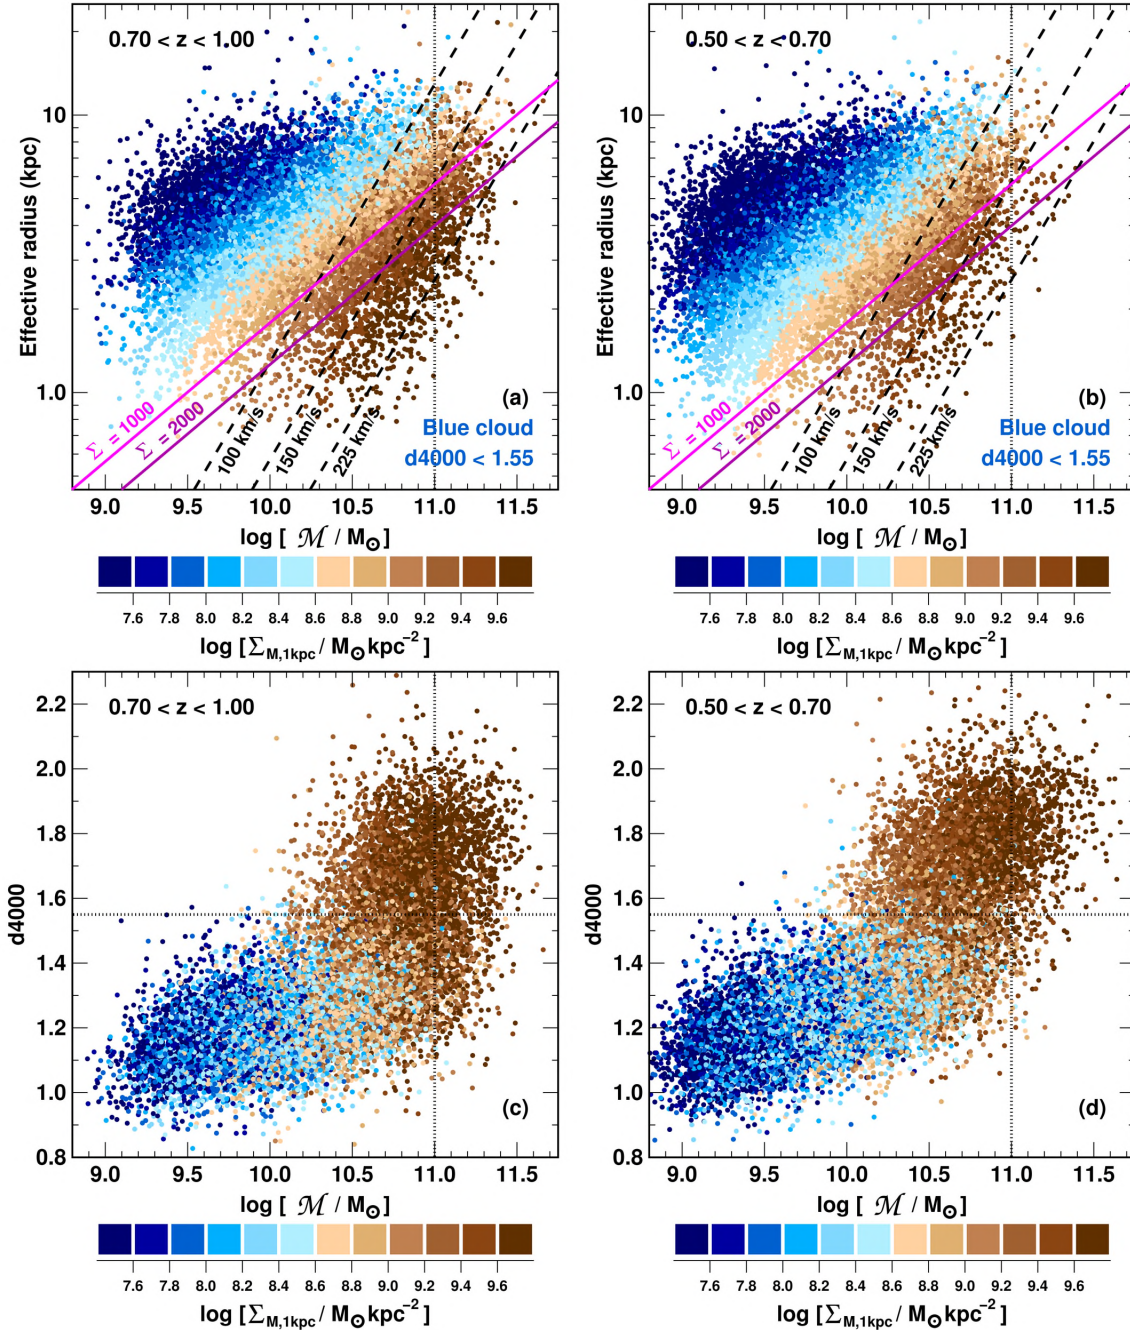 0.70 < z < 1.00
10
1.0
Effective radius (kpc)
(a)
Blue cloud
d4000 < 1.55
Σ = 1000
Σ = 2000
100 km/s
150 km/s
225 km/s
9.0 9.5 10.0 10.5 11.0 11.5
log [ ℳ / M⊙]
7.6 7.8 8.0 8.2 8.4 8.6 8.8 9.0 9.2 9.4 9.6
log [Σ_M,1kpc / M⊙ kpc⁻² ]
0.50 < z < 0.70
10
1.0
Effective radius (kpc)
(b)
Blue cloud
d4000 < 1.55
Σ = 1000
Σ = 2000
100 km/s
150 km/s
225 km/s
9.0 9.5 10.0 10.5 11.0 11.5
log [ ℳ / M⊙]
7.6 7.8 8.0 8.2 8.4 8.6 8.8 9.0 9.2 9.4 9.6
log [Σ_M,1kpc / M⊙ kpc⁻² ]
0.70 < z < 1.00
2.2
2.0
1.8
1.6
1.4
1.2
1.0
0.8
d4000
(c)
9.0 9.5 10.0 10.5 11.0 11.5
log [ ℳ / M⊙]
7.6 7.8 8.0 8.2 8.4 8.6 8.8 9.0 9.2 9.4 9.6
log [Σ_M,1kpc / M⊙ kpc⁻² ]
0.50 < z < 0.70
2.2
2.0
1.8
1.6
1.4
1.2
1.0
0.8
d4000
(d)
9.0 9.5 10.0 10.5 11.0 11.5
log [ ℳ / M⊙]
7.6 7.8 8.0 8.2 8.4 8.6 8.8 9.0 9.2 9.4 9.6
log [Σ_M,1kpc / M⊙ kpc⁻² ]